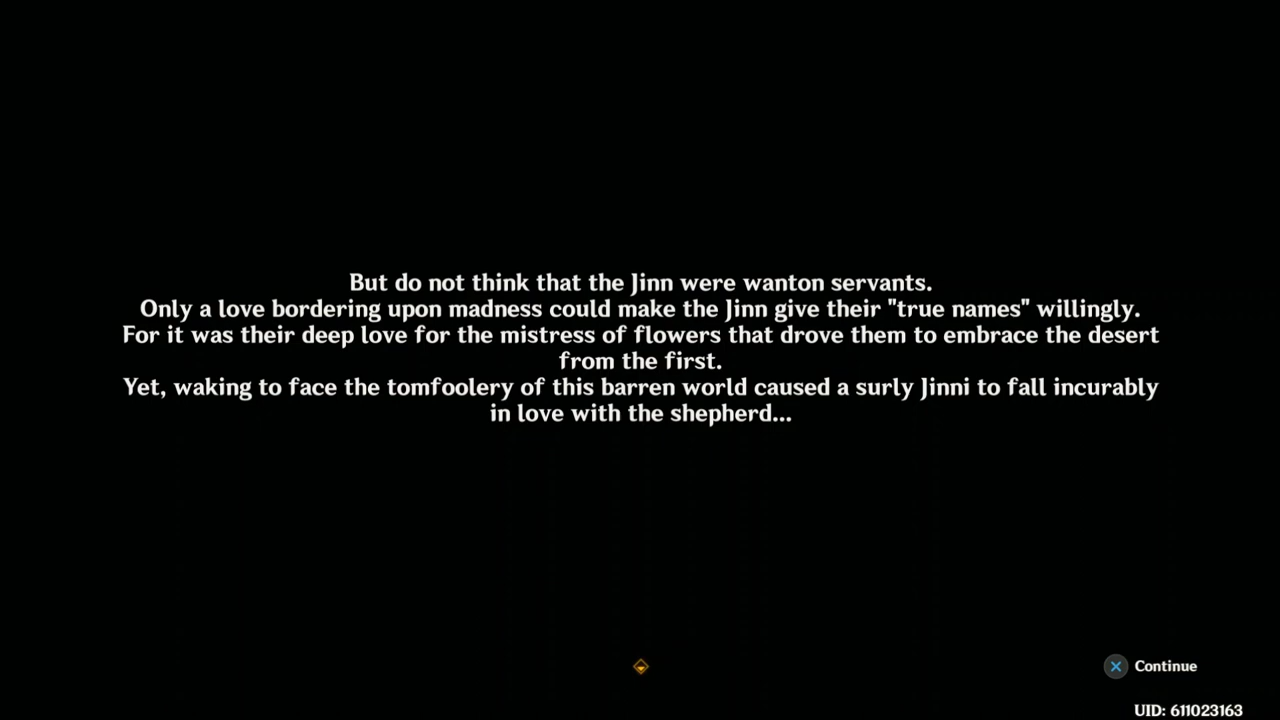 But do not think that the Jinn were wanton servants.
Only a love bordering upon madness could make the Jinn give their "true names" willingly.
For it was their deep love for the mistress of flowers that drove them to embrace the desert
from the first.
Yet, waking to face the tomfoolery of this barren world caused a surly Jinni to fall incurably
in love with the shepherd...
Continue
UID: 611023163